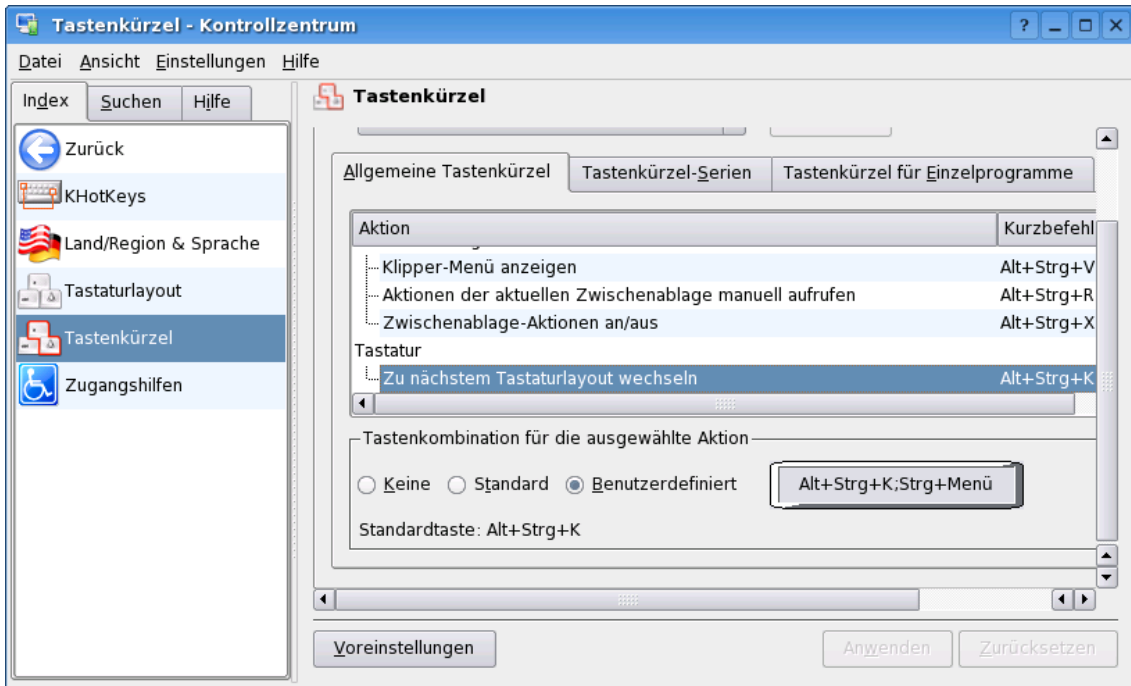 Tastenkürzel - Kontrollzentrum
?
Datei Ansicht Einstellungen Hilfe
Index Suchen Hilfe
Zurück
KHotKeys
Land/Region & Sprache
Tastaturlayout
Tastenkürzel
Zugangshilfen
Tastenkürzel
Allgemeine Tastenkürzel Tastenkürzel-Serien Tastenkürzel für Einzelprogramme
Aktion Kurzbefehl
Klipper-Menü anzeigen Alt+Strg+V
Aktionen der aktuellen Zwischenablage manuell aufrufen Alt+Strg+R
Zwischenablage-Aktionen an/aus Alt+Strg+X
Tastatur
Zu nächstem Tastaturlayout wechseln Alt+Strg+K
Tastenkombination für die ausgewählte Aktion
Keine Standard Benutzerdefiniert Alt+Strg+K;Strg+Menü
Standardtaste: Alt+Strg+K
Voreinstellungen Anwenden Zurücksetzen